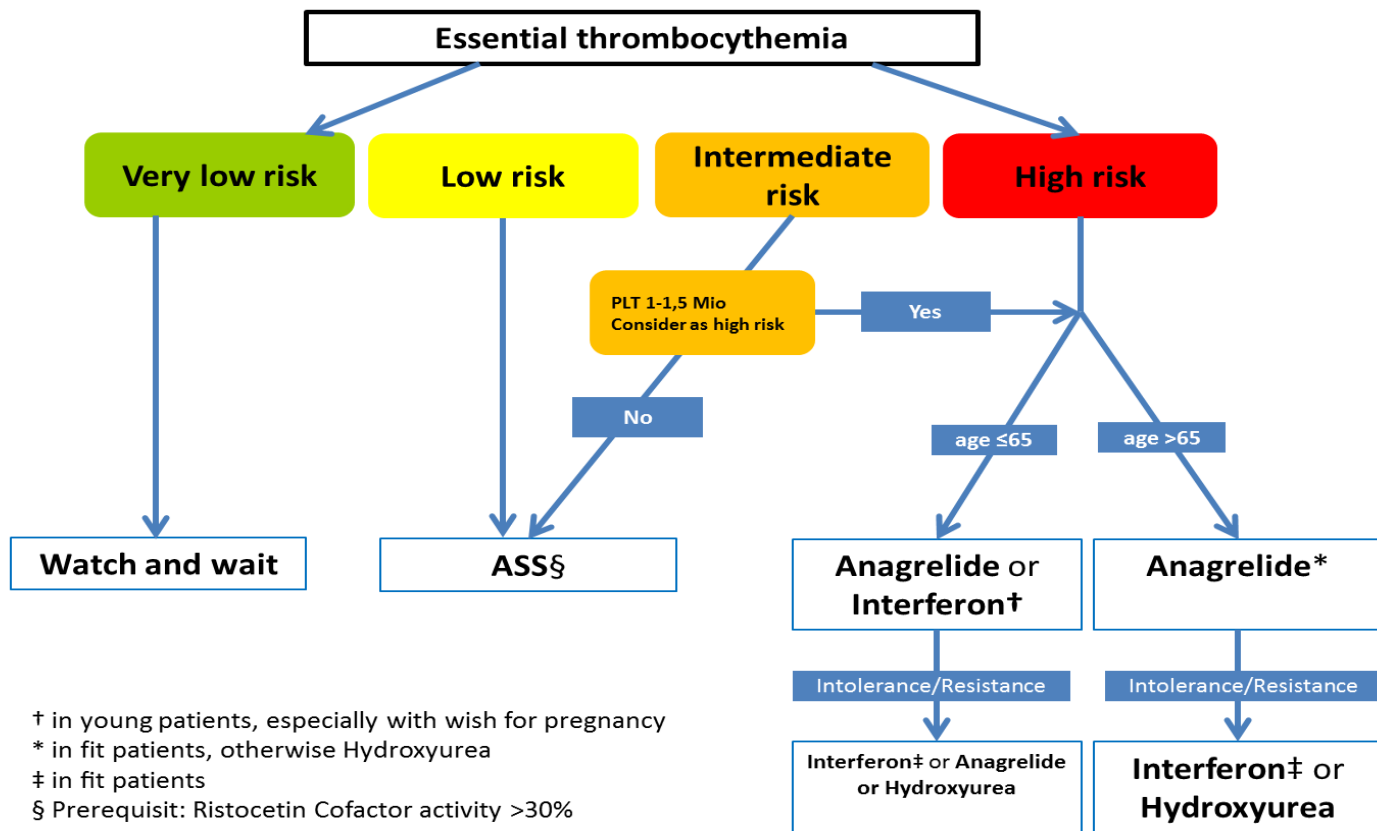 Essential thrombocythemia
Very low risk
Low risk
Intermediate
risk
High risk
PLT 1-1,5 Mio
Consider as high risk
Yes
No
age ≤65
age >65
Watch and wait
ASS§
Anagrelide or
Interferon†
Anagrelide*
Intolerance/Resistance
Intolerance/Resistance
Interferon‡ or Anagrelide
or Hydroxyurea
Interferon‡ or
Hydroxyurea
† in young patients, especially with wish for pregnancy
* in fit patients, otherwise Hydroxyurea
‡ in fit patients
§ Prerequisit: Ristocetin Cofactor activity >30%